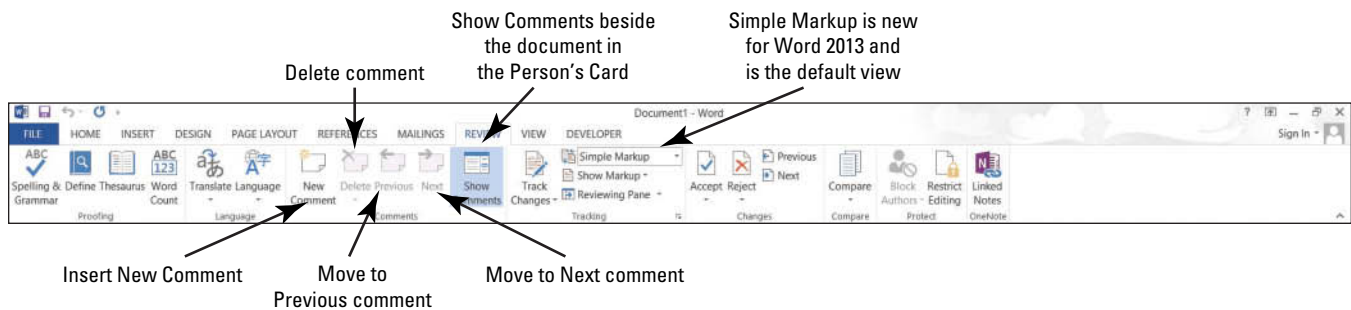 Show Comments beside
the document in
the Person's Card
Simple Markup is new
for Word 2013 and
is the default view
Delete comment
Document1 - Word
FILE HOME INSERT DESIGN PAGE LAYOUT REFERENCES MAILINGS REVIEW VIEW DEVELOPER Sign in
ABC ABC 123 Simple Markup Previous
Show Markup Next
Spelling & Define Thesaurus Word Translate Language New Delete Previous Next Show Track Reviewing Pane Accept Reject Compare Block Restrict Linked
Grammar Count Comment Comments Changes Authors Editing Notes
Proofing Language Comments Tracking Changes Compare Protect OneNote
Insert New Comment
Move to
Previous comment
Move to Next comment